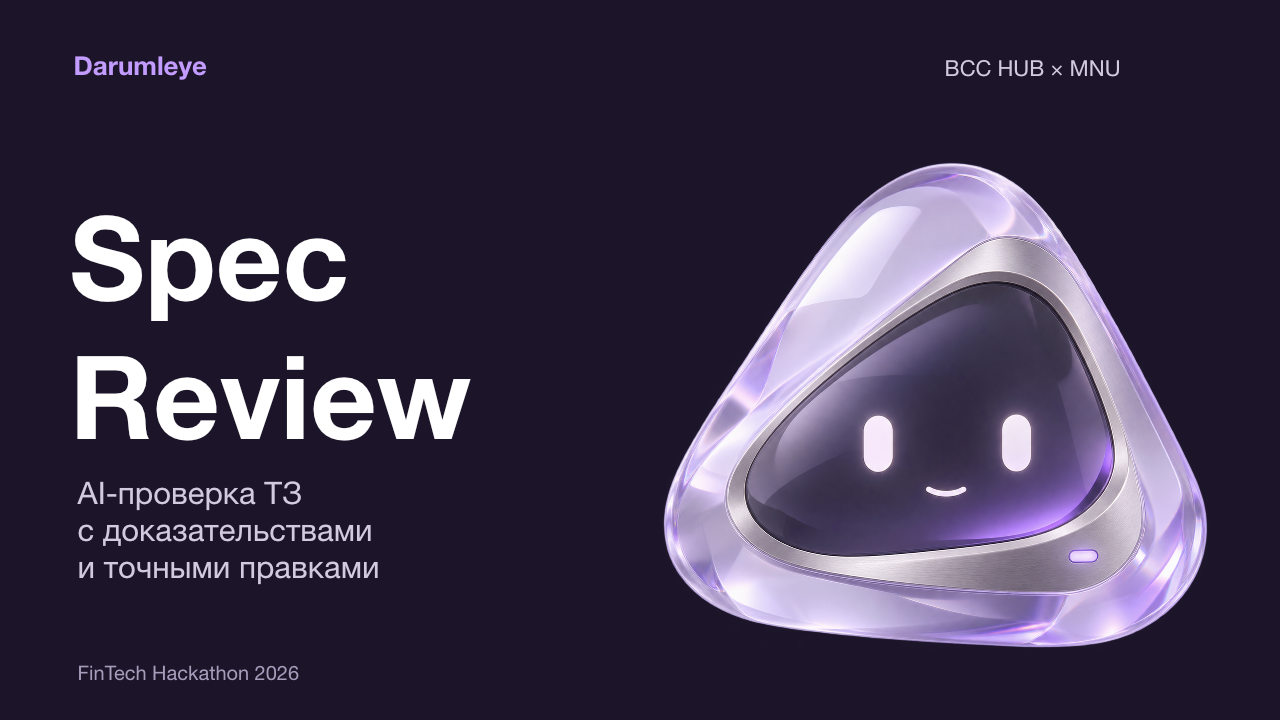 Darumleye
BCC HUB × MNU
Spec
Review
AI-проверка ТЗ
с доказательствами
и точными правками
FinTech Hackathon 2026